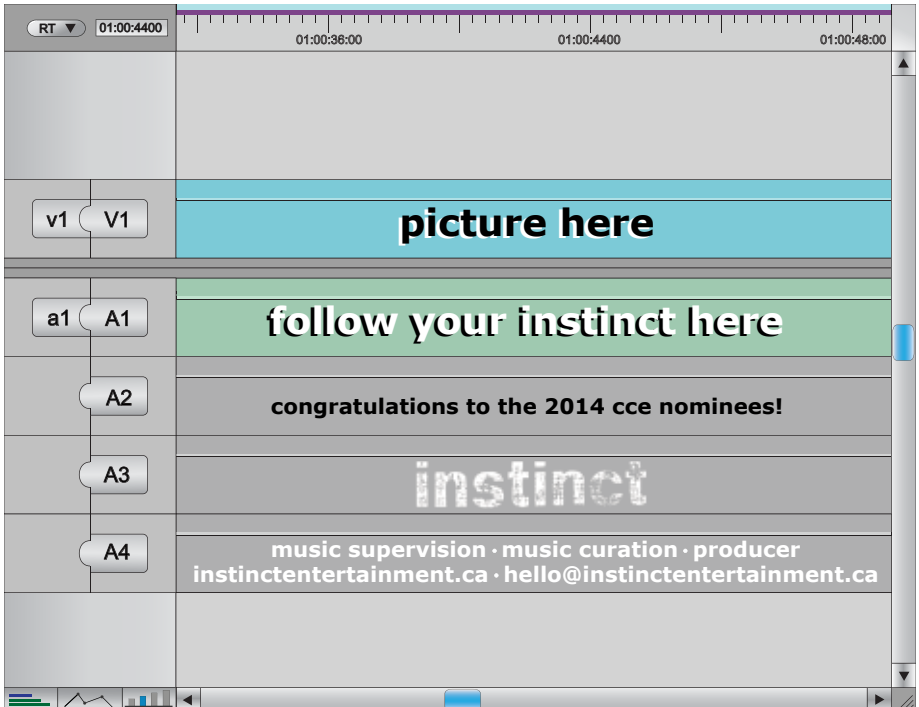 RT ▼ 01:00:4400
01:00:36:00 01:00:4400 01:00:48:00
v1 V1 picture here
a1 A1 follow your instinct here
A2 congratulations to the 2014 cce nominees!
A3 instinct
A4 music supervision · music curation · producer
instinctentertainment.ca · hello@instinctentertainment.ca